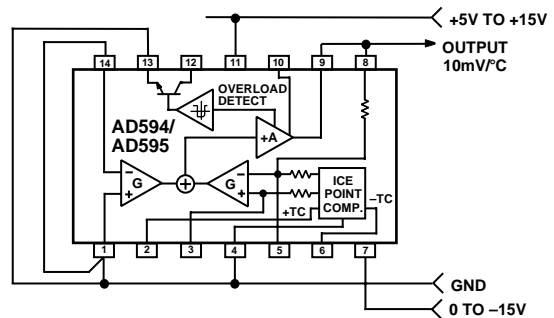 +5V TO +15V
OUTPUT
10mV/°C
14 13 12 11 10 9 8
OVERLOAD
DETECT
AD594/
AD595
+A
– –
G G
+ +
ICE
POINT
COMP.
+TC
–TC
1 2 3 4 5 6 7
GND
0 TO –15V